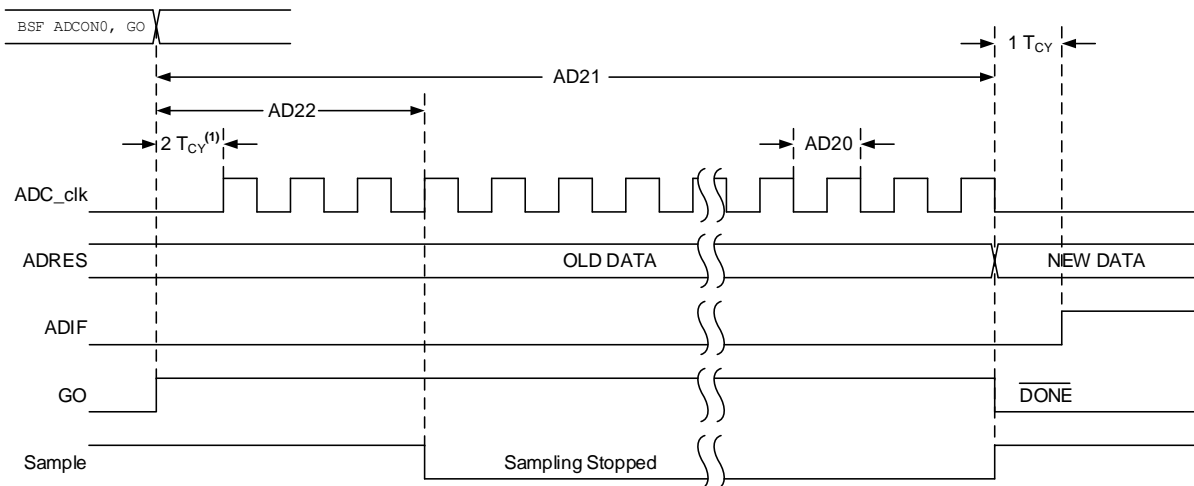 BSF ADCON0, GO
1 TCY
AD21
AD22
2 TCY(1)
AD20
ADC_clk
ADRES
OLD DATA
NEW DATA
ADIF
GO
DONE
Sample
Sampling Stopped